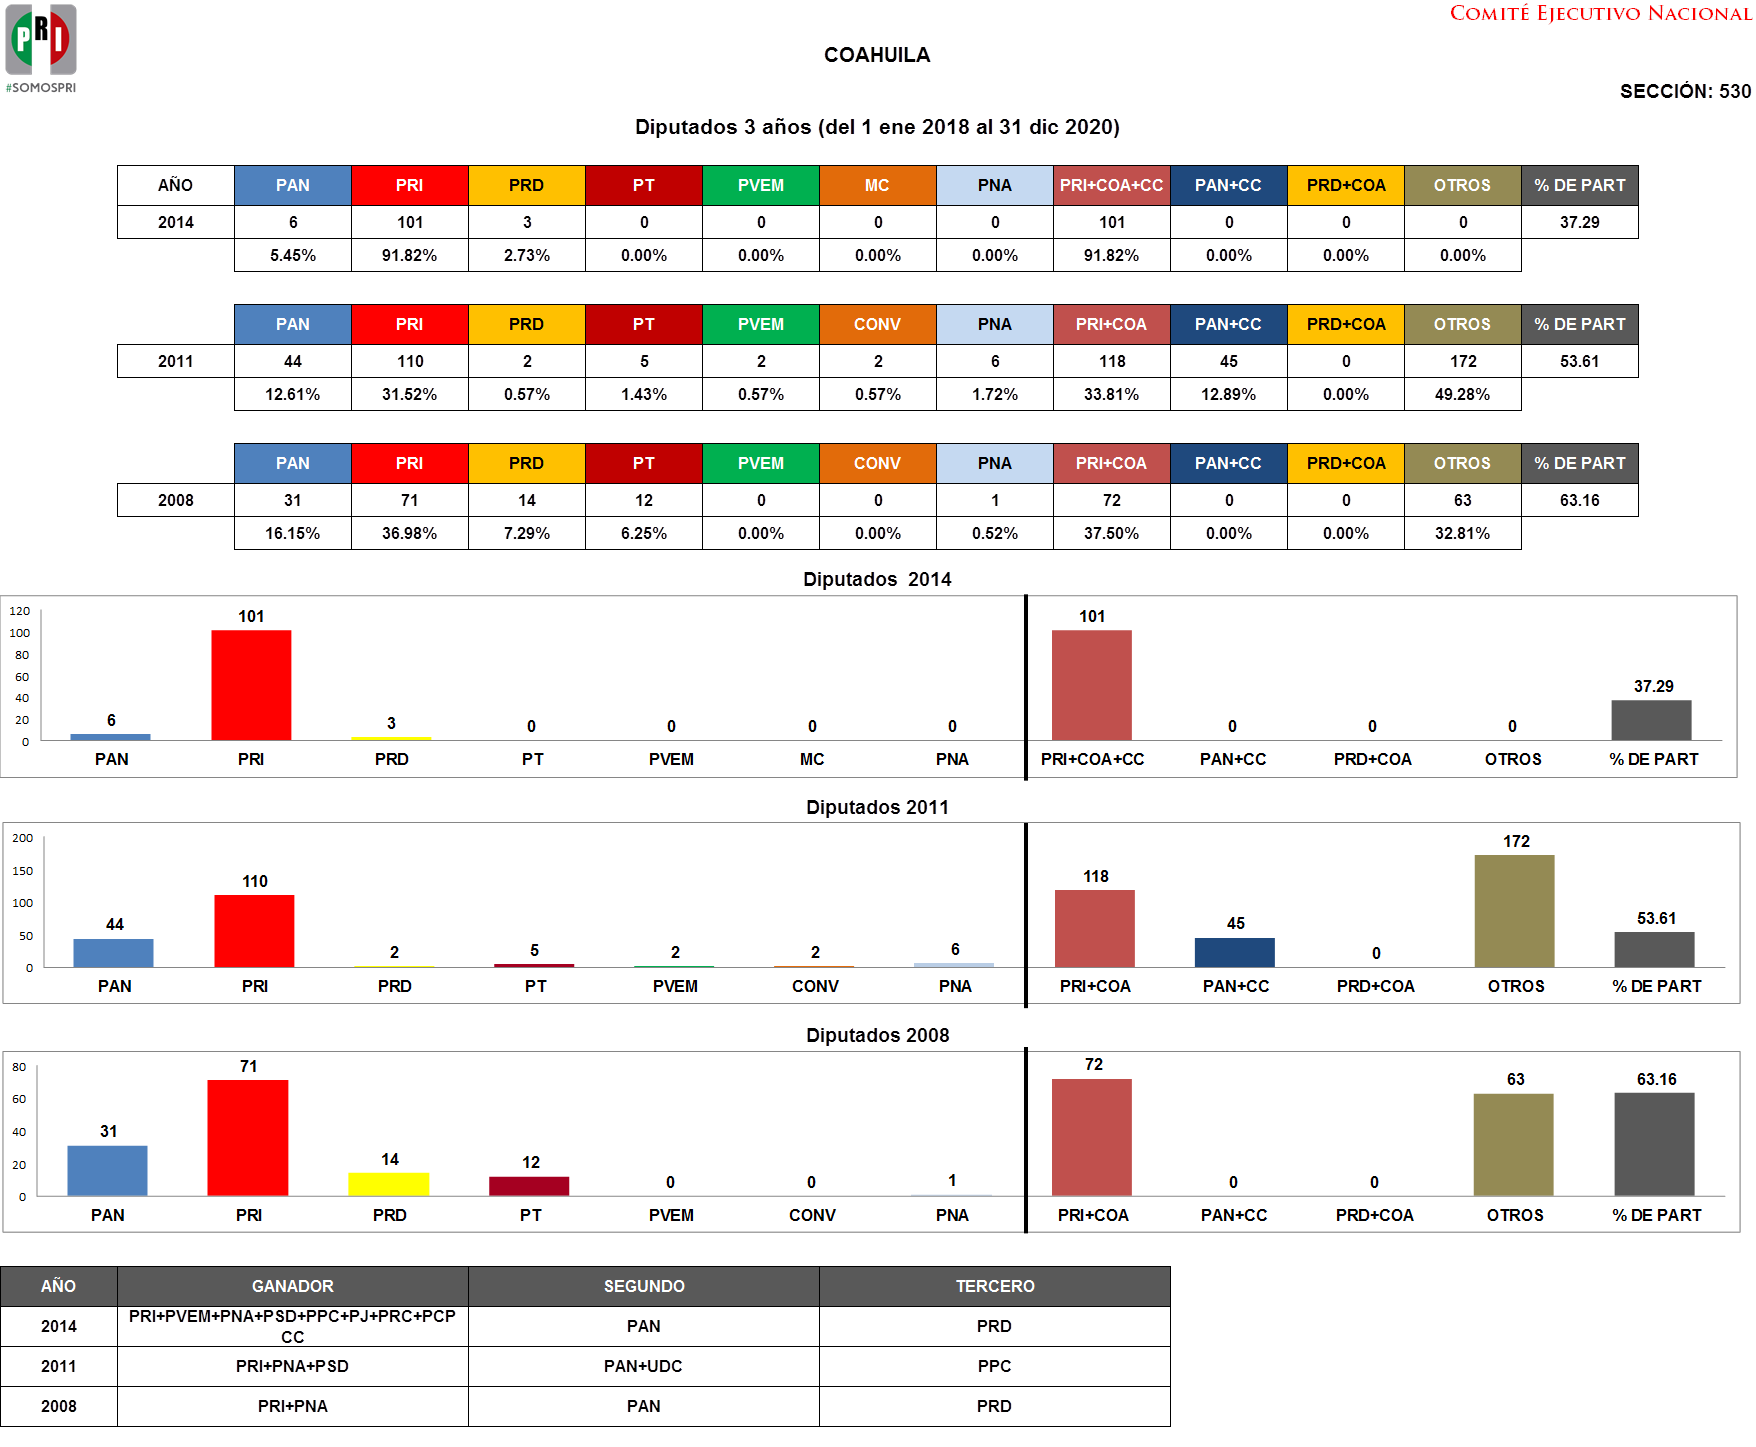 PRI
#SOMOSPRI
COMITÉ EJECUTIVO NACIONAL
COAHUILA
SECCIÓN: 530
Diputados 3 años (del 1 ene 2018 al 31 dic 2020)
AÑO PAN PRI PRD PT PVEM MC PNA PRI+COA+CC PAN+CC PRD+COA OTROS % DE PART
2014 6 101 3 0 0 0 0 101 0 0 0 37.29
5.45% 91.82% 2.73% 0.00% 0.00% 0.00% 0.00% 91.82% 0.00% 0.00% 0.00%
PAN PRI PRD PT PVEM CONV PNA PRI+COA PAN+CC PRD+COA OTROS % DE PART
2011 44 110 2 5 2 2 6 118 45 0 172 53.61
12.61% 31.52% 0.57% 1.43% 0.57% 0.57% 1.72% 33.81% 12.89% 0.00% 49.28%
PAN PRI PRD PT PVEM CONV PNA PRI+COA PAN+CC PRD+COA OTROS % DE PART
2008 31 71 14 12 0 0 1 72 0 0 63 63.16
16.15% 36.98% 7.29% 6.25% 0.00% 0.00% 0.52% 37.50% 0.00% 0.00% 32.81%
Diputados 2014
120
100
80
60
40
20
0
6 101 3 0 0 0 0 101 0 0 0 37.29
PAN PRI PRD PT PVEM MC PNA PRI+COA+CC PAN+CC PRD+COA OTROS % DE PART
Diputados 2011
200
150
100
50
0
44 110 2 5 2 2 6 118 45 0 172 53.61
PAN PRI PRD PT PVEM CONV PNA PRI+COA PAN+CC PRD+COA OTROS % DE PART
Diputados 2008
80
60
40
20
0
31 71 14 12 0 0 1 72 0 0 63 63.16
PAN PRI PRD PT PVEM CONV PNA PRI+COA PAN+CC PRD+COA OTROS % DE PART
AÑO GANADOR SEGUNDO TERCERO
2014 PRI+PVEM+PNA+PSD+PPC+PJ+PRC+PCP CC PAN PRD
2011 PRI+PNA+PSD PAN+UDC PPC
2008 PRI+PNA PAN PRD